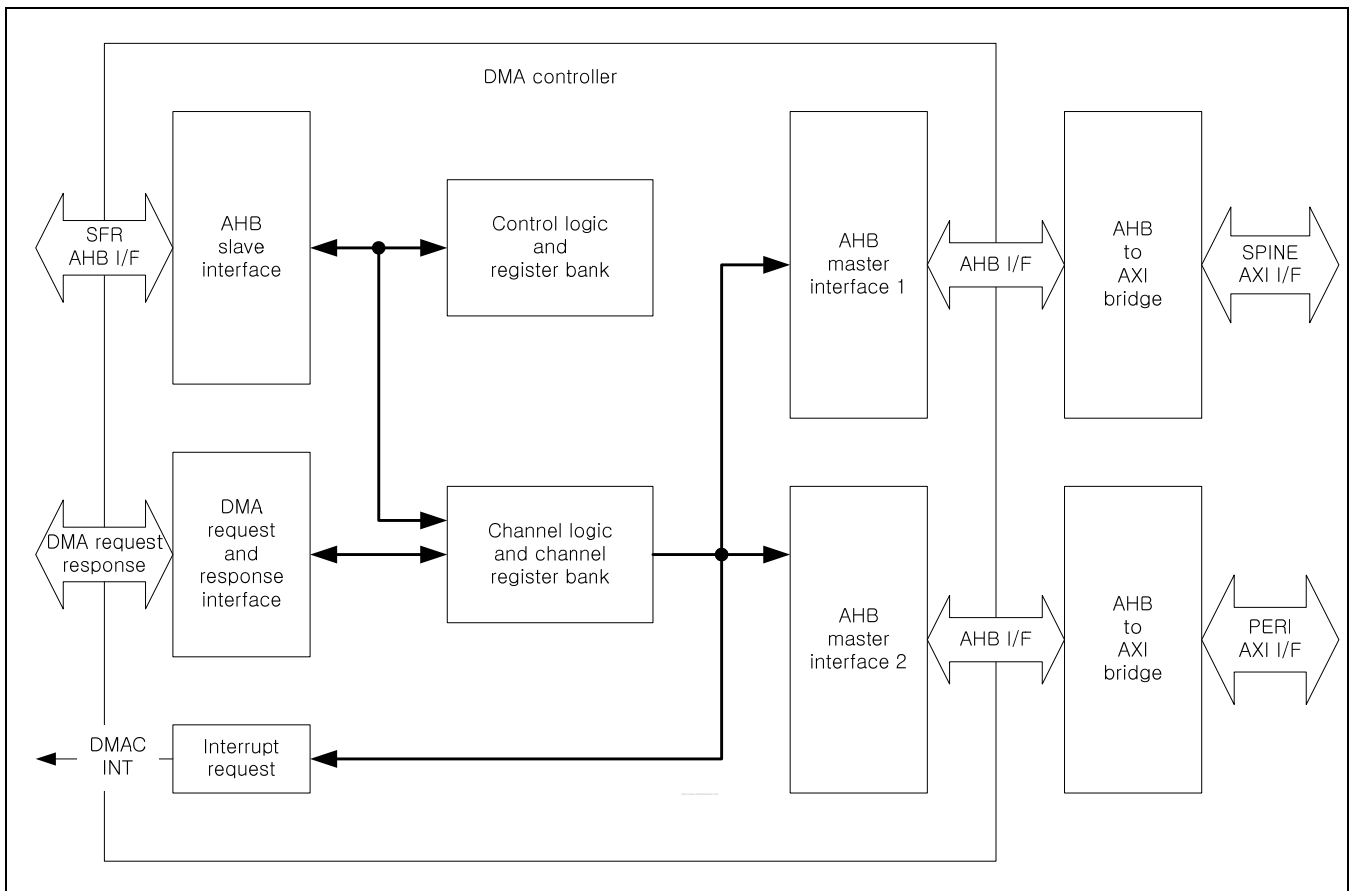 DMA controller
SFR
AHB I/F
AHB
slave
interface
Control logic
and
register bank
AHB
master
interface 1
AHB I/F
AHB
to
AXI
bridge
SPINE
AXI I/F
DMA request
response
DMA
request
and
response
interface
Channel logic
and channel
register bank
AHB
master
interface 2
AHB I/F
AHB
to
AXI
bridge
PERI
AXI I/F
DMAC
INT
Interrupt
request